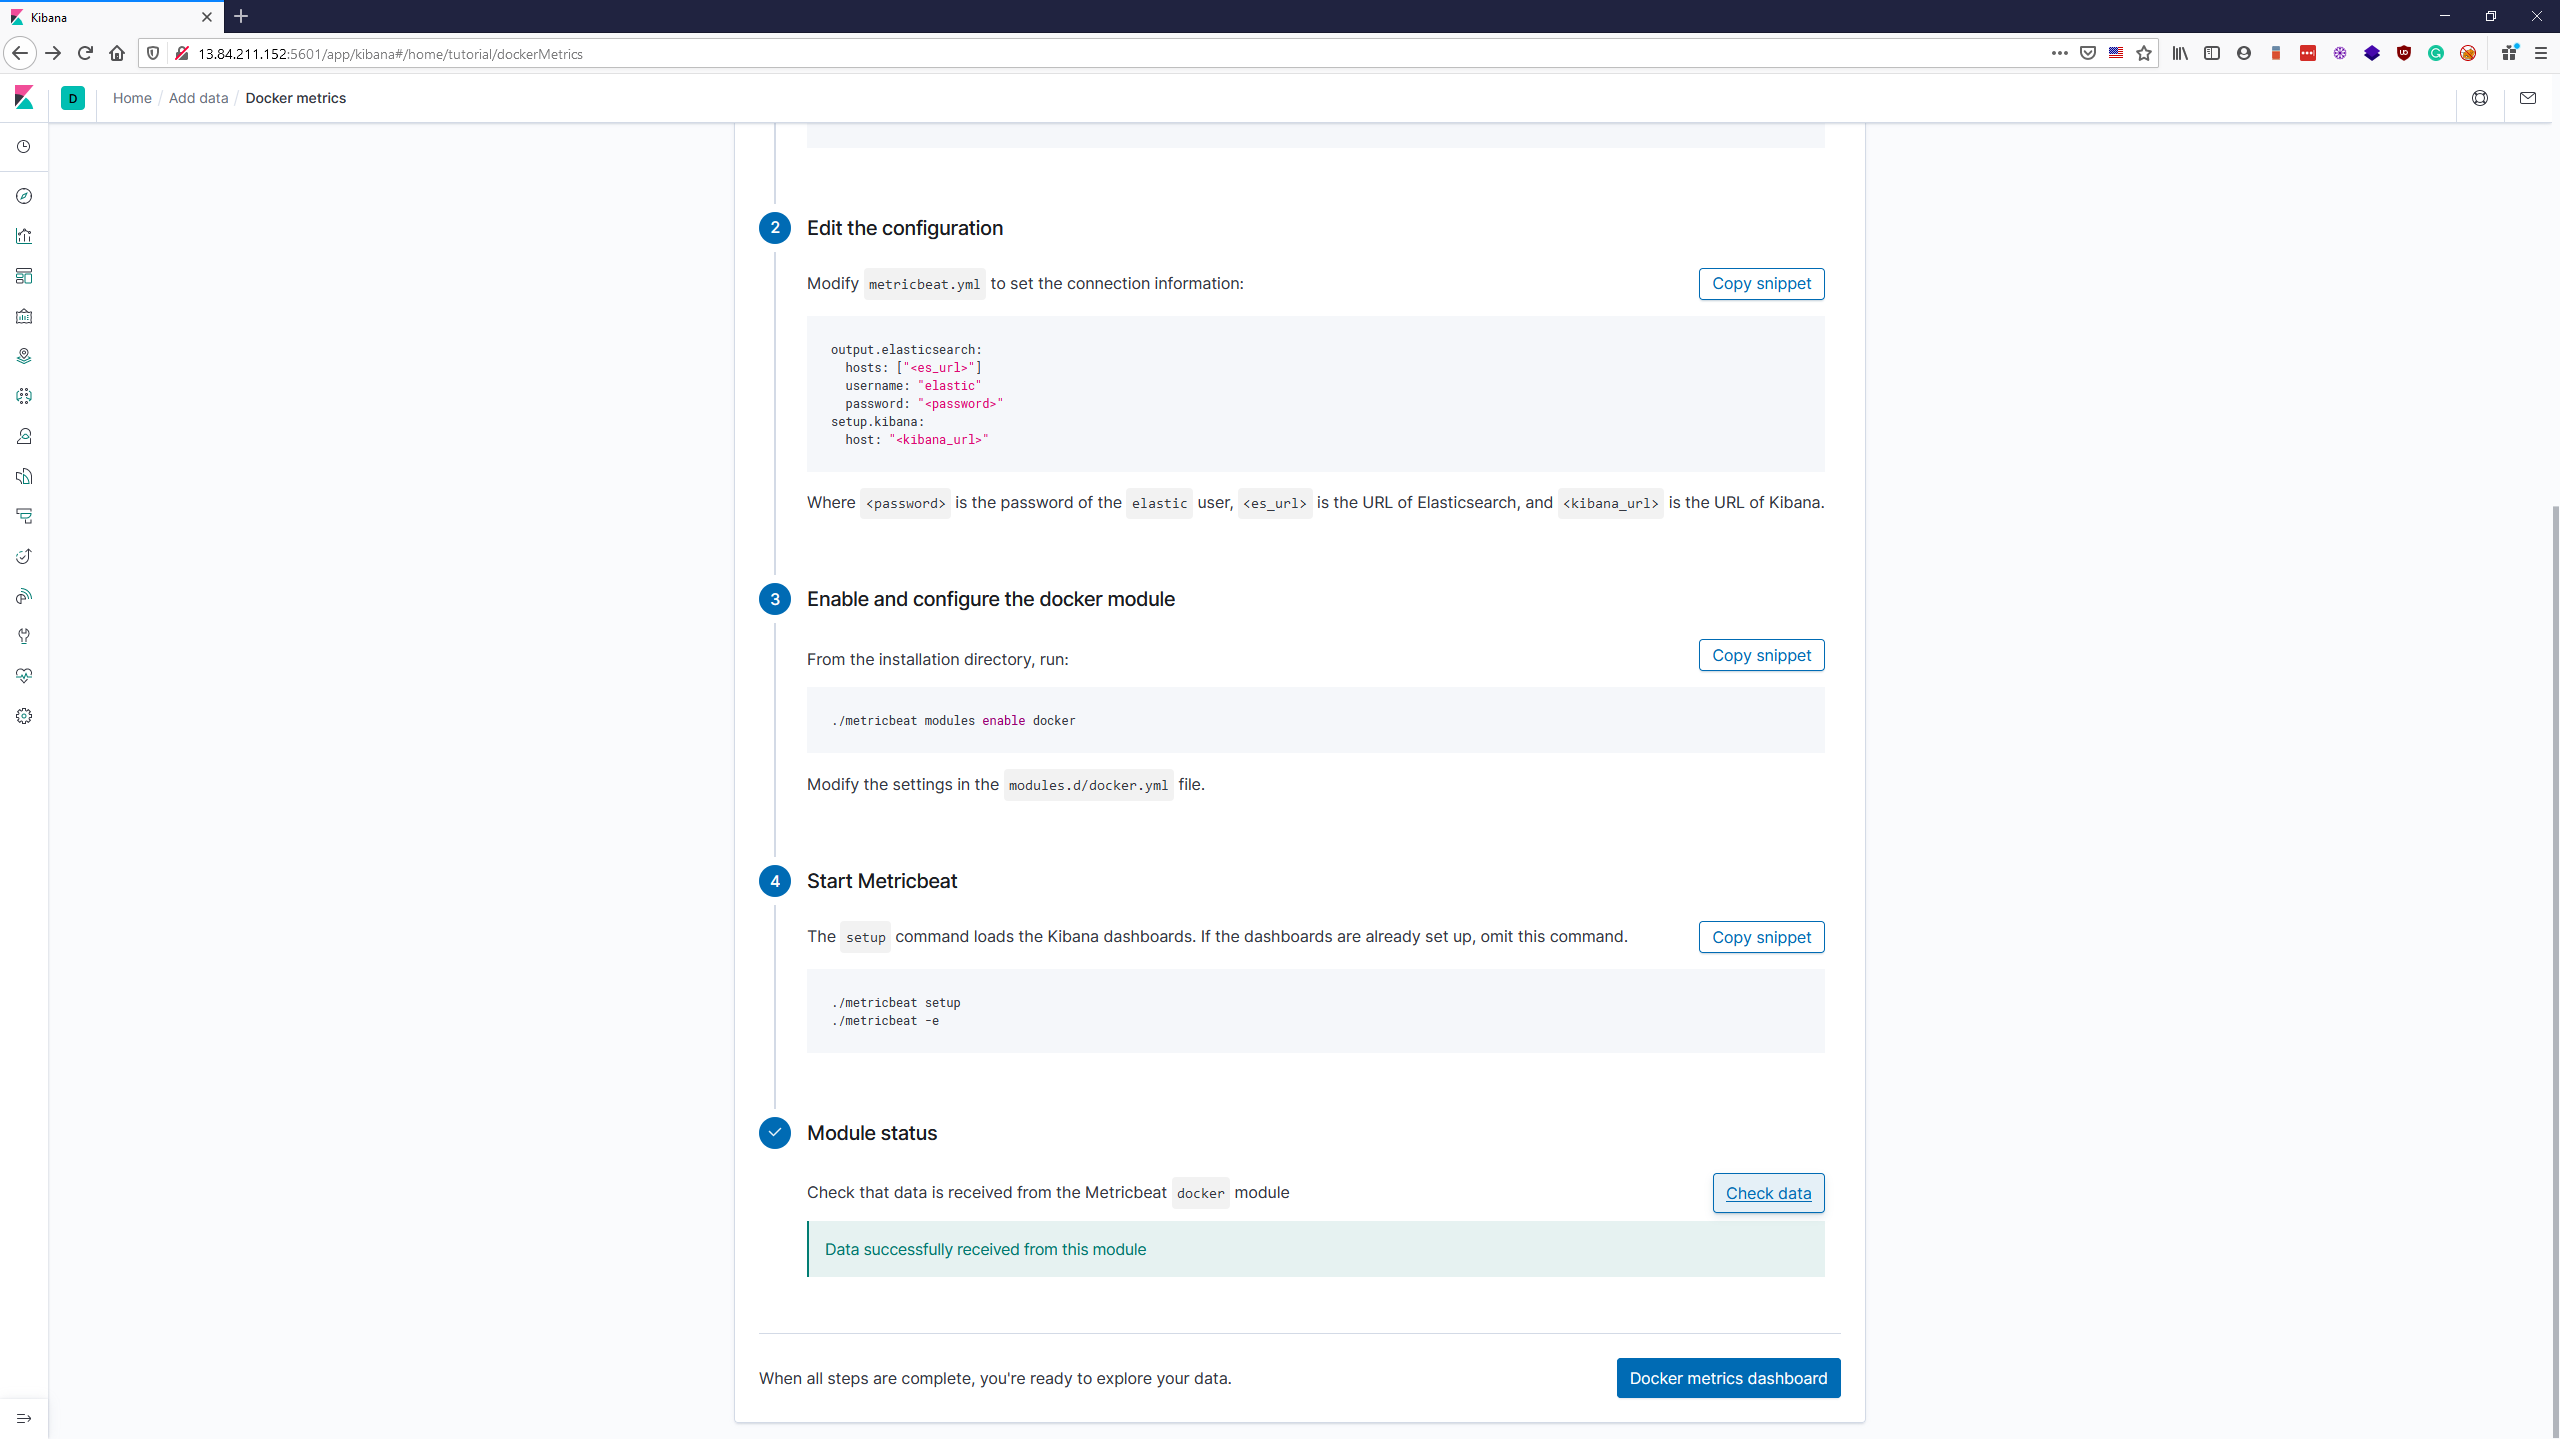 Kibana
13.84.211.152:5601/app/kibana#/home/tutorial/dockerMetrics
D
Home / Add data / Docker metrics
2 Edit the configuration
Modify metricbeat.yml to set the connection information:
Copy snippet
output.elasticsearch:
hosts: ["<es_url>"]
username: "elastic"
password: "<password>"
setup.kibana:
host: "<kibana_url>"
Where <password> is the password of the elastic user, <es_url> is the URL of Elasticsearch, and <kibana_url> is the URL of Kibana.
3 Enable and configure the docker module
From the installation directory, run:
Copy snippet
./metricbeat modules enable docker
Modify the settings in the modules.d/docker.yml file.
4 Start Metricbeat
The setup command loads the Kibana dashboards. If the dashboards are already set up, omit this command.
Copy snippet
./metricbeat setup
./metricbeat -e
Module status
Check that data is received from the Metricbeat docker module
Check data
Data successfully received from this module
When all steps are complete, you're ready to explore your data.
Docker metrics dashboard